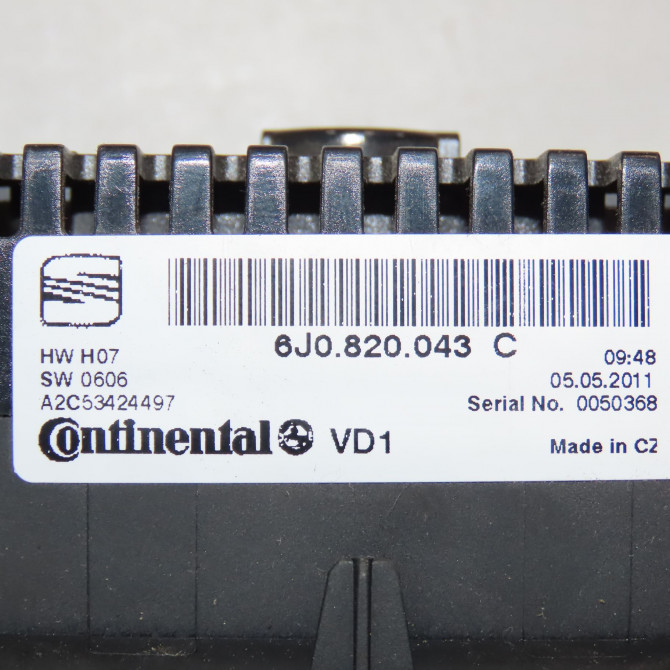 6J0.820.043 C
HW H07
SW 0606
A2C53424497
09:48
05.05.2011
Serial No. 0050368
Continental VD1
Made in CZ